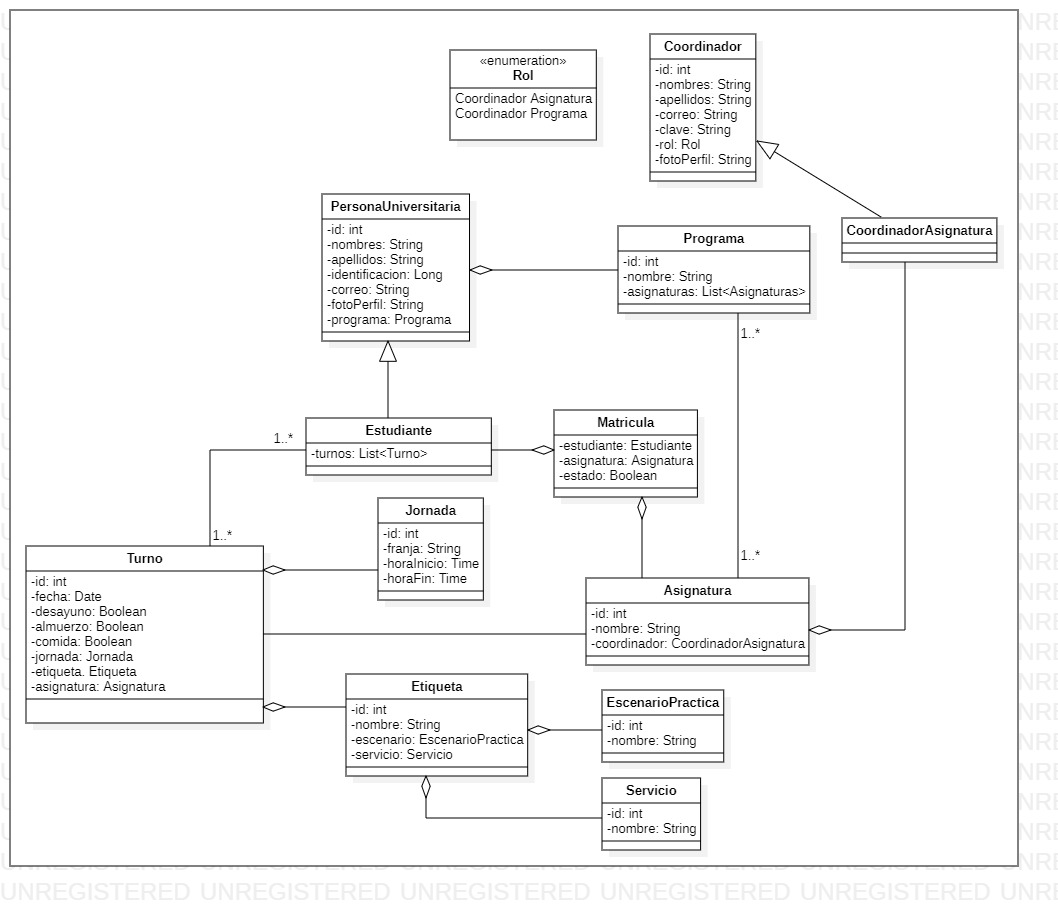 «enumeration»
Rol
Coordinador Asignatura
Coordinador Programa
Coordinador
-id: int
-nombres: String
-apellidos: String
-correo: String
-clave: String
-rol: Rol
-fotoPerfil: String
PersonaUniversitaria
-id: int
-nombres: String
-apellidos: String
-identificacion: Long
-correo: String
-fotoPerfil: String
-programa: Programa
Programa
-id: int
-nombre: String
-asignaturas: List<Asignaturas>
CoordinadorAsignatura
1..*
Estudiante
-turnos: List<Turno>
1..*
Matricula
-estudiante: Estudiante
-asignatura: Asignatura
-estado: Boolean
Jornada
-id: int
-franja: String
-horaInicio: Time
-horaFin: Time
1..*
1..*
Turno
-id: int
-fecha: Date
-desayuno: Boolean
-almuerzo: Boolean
-comida: Boolean
-jornada: Jornada
-etiqueta. Etiqueta
-asignatura: Asignatura
Asignatura
-id: int
-nombre: String
-coordinador: CoordinadorAsignatura
Etiqueta
-id: int
-nombre: String
-escenario: EscenarioPractica
-servicio: Servicio
EscenarioPractica
-id: int
-nombre: String
Servicio
-id: int
-nombre: String
UNREGISTERED UNREGISTERED UNREGISTERED UNREGISTERED UNREGISTERED